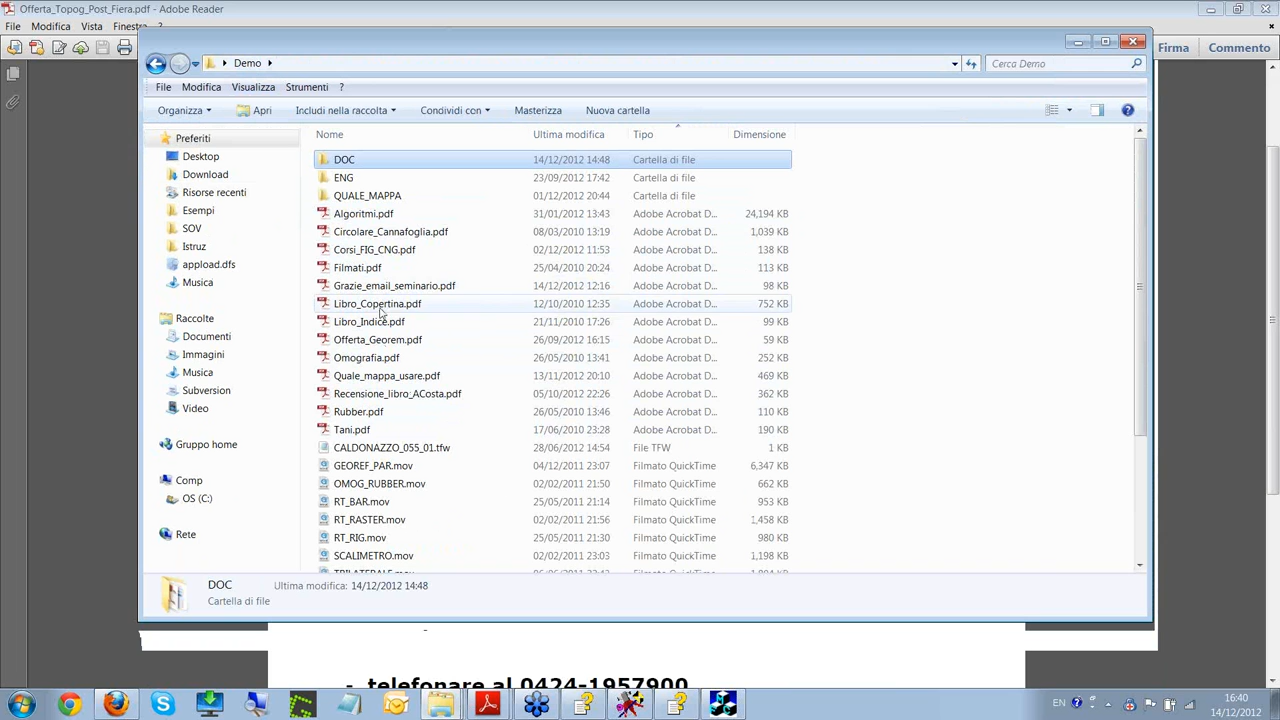 Offerta_Topog_Post_Fiera.pdf - Adobe Reader
File Modifica Vista Finestra ?
Firma Commento
Demo
Cerca Demo
File Modifica Visualizza Strumenti ?
Organizza Apri Includi nella raccolta Condividi con Masterizza Nuova cartella
Nome Ultima modifica Tipo Dimensione
Preferiti
Desktop
Download
Risorse recenti
Esempi
SOV
Istruz
appload.dfs
Musica
Raccolte
Documenti
Immagini
Musica
Subversion
Video
Gruppo home
Comp
OS (C:)
Rete
DOC 14/12/2012 14:48 Cartella di file
ENG 23/09/2012 17:42 Cartella di file
QUALE_MAPPA 01/12/2012 20:44 Cartella di file
Algoritmi.pdf 31/01/2012 13:43 Adobe Acrobat D... 24,194 KB
Circolare_Cannafoglia.pdf 08/03/2010 13:19 Adobe Acrobat D... 1,039 KB
Corsi_FIG_CNG.pdf 02/12/2012 11:53 Adobe Acrobat D... 138 KB
Filmati.pdf 25/04/2010 20:24 Adobe Acrobat D... 113 KB
Grazie_email_seminario.pdf 14/12/2012 12:16 Adobe Acrobat D... 98 KB
Libro_Copertina.pdf 12/10/2010 12:35 Adobe Acrobat D... 752 KB
Libro_Indice.pdf 21/11/2010 17:26 Adobe Acrobat D... 99 KB
Offerta_Georem.pdf 26/09/2012 16:15 Adobe Acrobat D... 59 KB
Omografia.pdf 26/05/2010 13:41 Adobe Acrobat D... 252 KB
Quale_mappa_usare.pdf 13/11/2012 20:10 Adobe Acrobat D... 469 KB
Recensione_libro_ACosta.pdf 05/10/2012 22:26 Adobe Acrobat D... 362 KB
Rubber.pdf 26/05/2010 13:46 Adobe Acrobat D... 110 KB
Tani.pdf 17/06/2010 23:28 Adobe Acrobat D... 190 KB
CALDONAZZO_055_01.tfw 28/06/2012 14:54 File TFW 1 KB
GEOREF_PAR.mov 04/12/2011 23:07 Filmato QuickTime 6,347 KB
OMOG_RUBBER.mov 02/02/2011 21:50 Filmato QuickTime 662 KB
RT_BAR.mov 25/05/2011 21:14 Filmato QuickTime 953 KB
RT_RASTER.mov 02/02/2011 21:56 Filmato QuickTime 1,458 KB
RT_RIG.mov 25/05/2011 21:30 Filmato QuickTime 980 KB
SCALIMETRO.mov 02/02/2011 23:03 Filmato QuickTime 1,198 KB
DOC Ultima modifica: 14/12/2012 14:48
Cartella di file
- telefonare al 0424-1957900
EN 16:40
14/12/2012